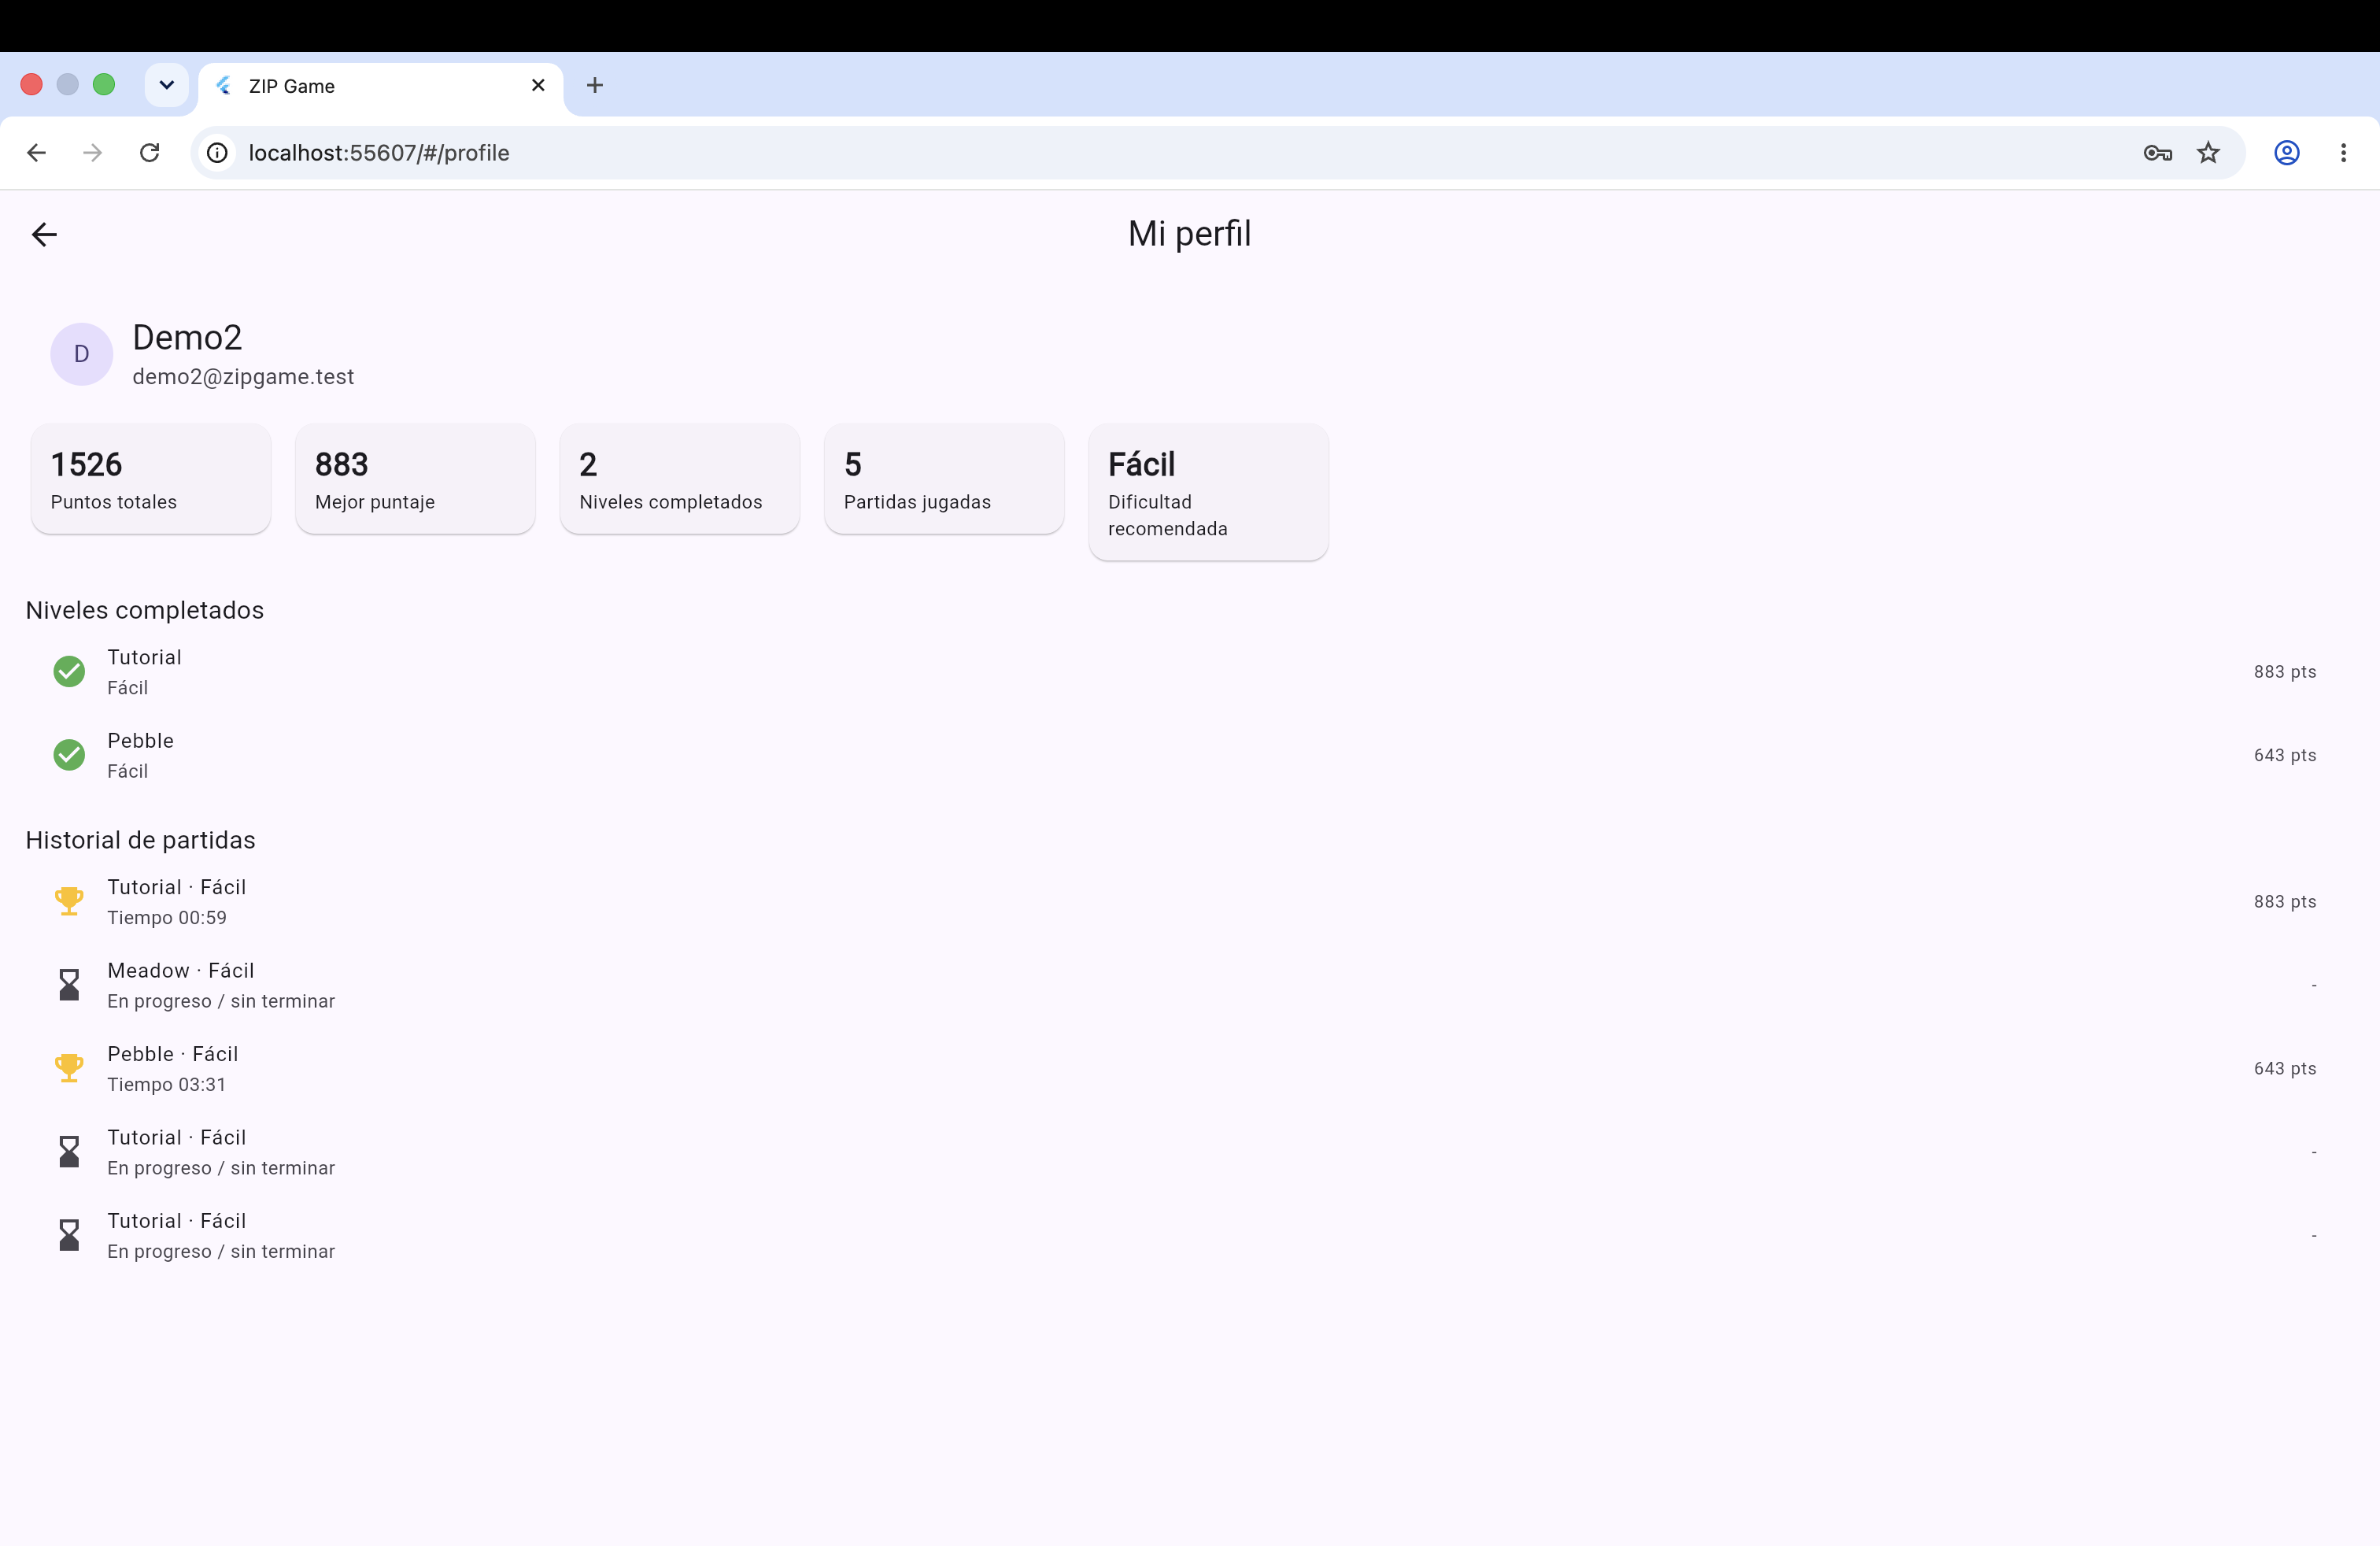 ZIP Game
localhost:55607/#/profile
Mi perfil
D
Demo2
demo2@zipgame.test
1526
Puntos totales
883
Mejor puntaje
2
Niveles completados
5
Partidas jugadas
Fácil
Dificultad
recomendada
Niveles completados
Tutorial
Fácil
883 pts
Pebble
Fácil
643 pts
Historial de partidas
Tutorial · Fácil
Tiempo 00:59
883 pts
Meadow · Fácil
En progreso / sin terminar
-
Pebble · Fácil
Tiempo 03:31
643 pts
Tutorial · Fácil
En progreso / sin terminar
-
Tutorial · Fácil
En progreso / sin terminar
-